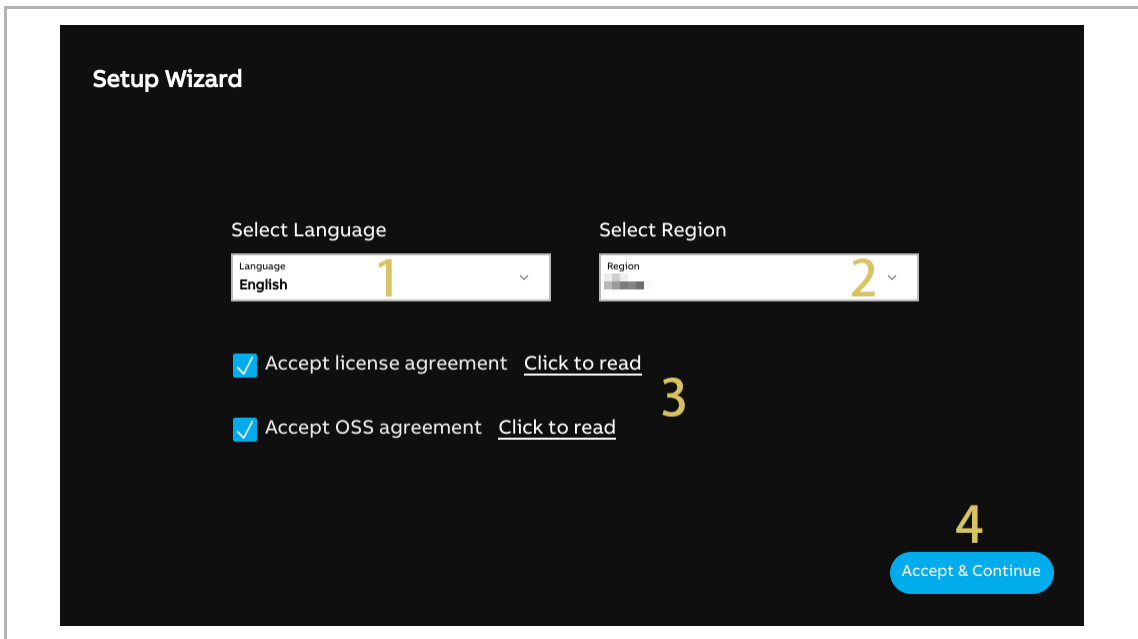 Setup Wizard
Select Language Select Region
Language Region
English 1 2
Accept license agreement Click to read
3
Accept OSS agreement Click to read
4
Accept & Continue